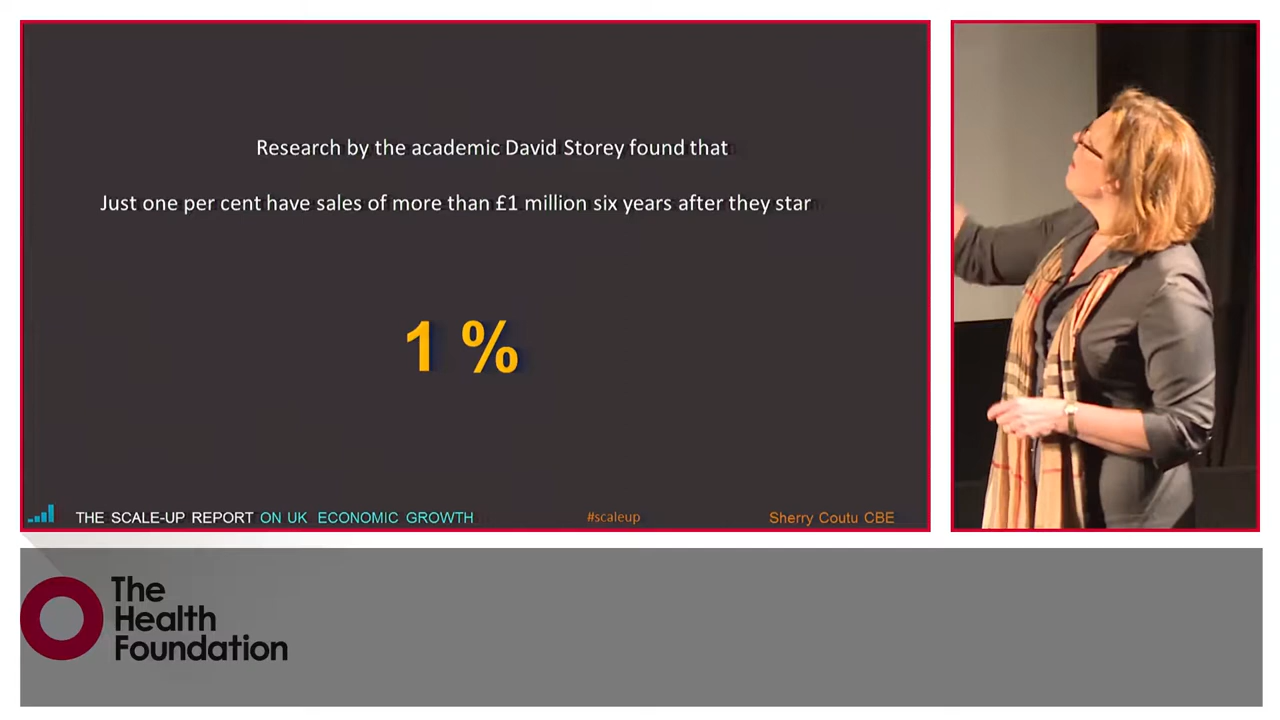 Research by the academic David Storey found that
Just one per cent have sales of more than £1 million six years after they star
1 %
THE SCALE-UP REPORT ON UK ECONOMIC GROWTH
#scaleup
Sherry Coutu CBE
The
Health
Foundation